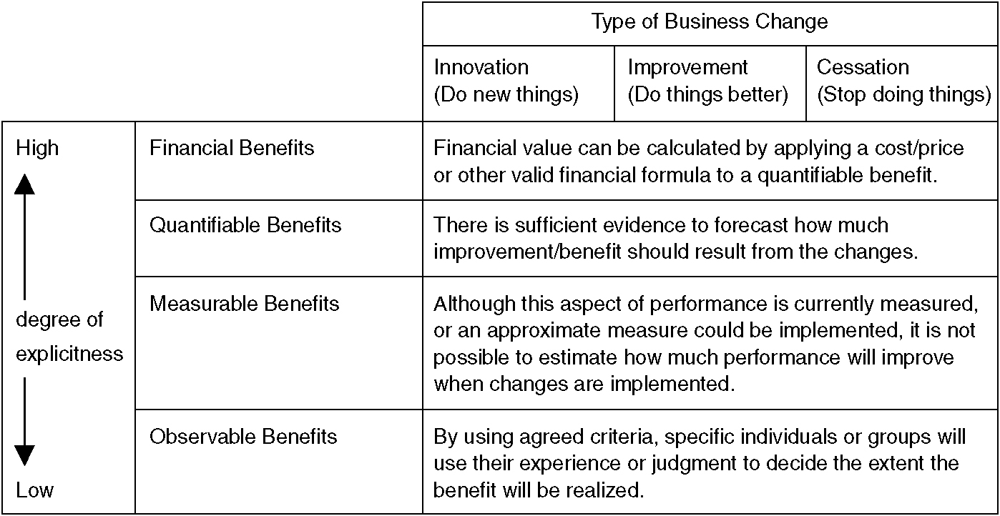 Type of Business Change
Innovation
(Do new things)
Improvement
(Do things better)
Cessation
(Stop doing things)
High
degree of
explicitness
Low
Financial Benefits
Financial value can be calculated by applying a cost/price
or other valid financial formula to a quantifiable benefit.
Quantifiable Benefits
There is sufficient evidence to forecast how much
improvement/benefit should result from the changes.
Measurable Benefits
Although this aspect of performance is currently measured,
or an approximate measure could be implemented, it is not
possible to estimate how much performance will improve
when changes are implemented.
Observable Benefits
By using agreed criteria, specific individuals or groups will
use their experience or judgment to decide the extent the
benefit will be realized.